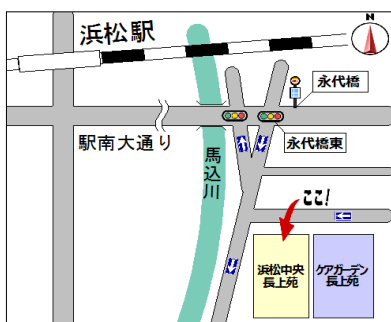 浜松駅
永代橋
永代橋東
駅南大通り
馬込川
ここ!
浜松中央
長上苑
ケアガーデン
長上苑